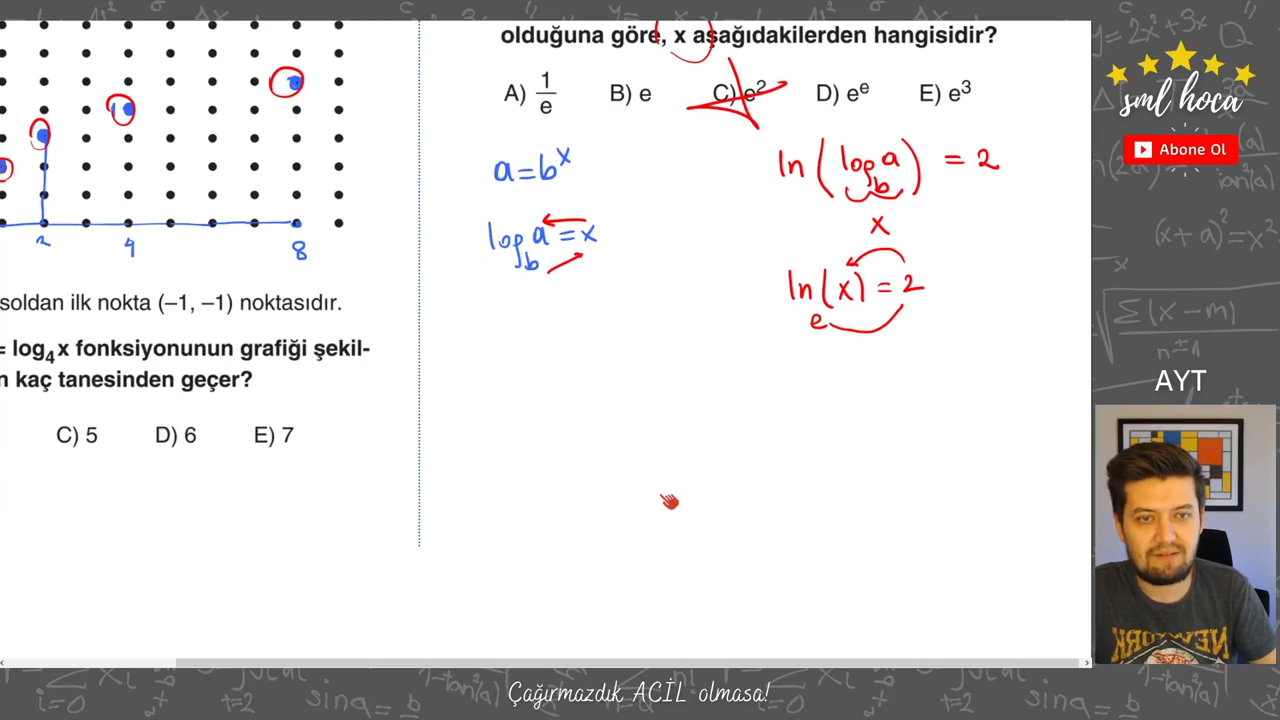 olduğuna göre, x aşağıdakilerden hangisidir?
A) 1/e B) e C) e² D) eᵉ E) e³
a=bˣ
log_b a = x
ln(log_b a) = 2
x
ln(x) = 2
e
2 4 8
soldan ilk nokta (–1, –1) noktasıdır.
= log₄x fonksiyonunun grafiği şekil-
n kaç tanesinden geçer?
C) 5 D) 6 E) 7
sml hoca
Abone Ol
AYT
Çağırmazdık ACİL olmasa!